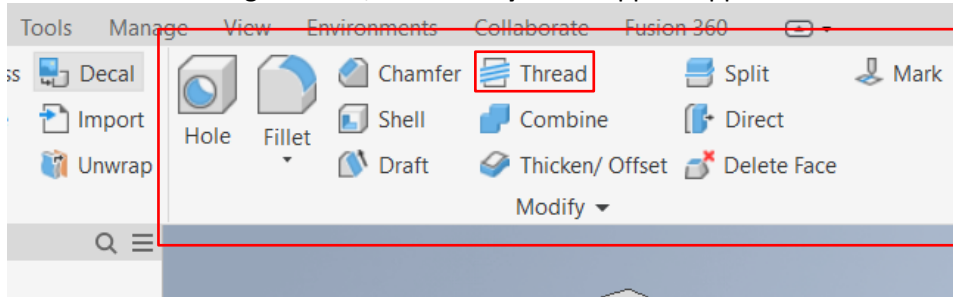 Tools Manage View Environments Collaborate Fusion 360
ss Decal Chamfer Thread Split Mark
Import Shell Combine Direct
Hole Fillet
Unwrap Draft Thicken/ Offset Delete Face
Modify